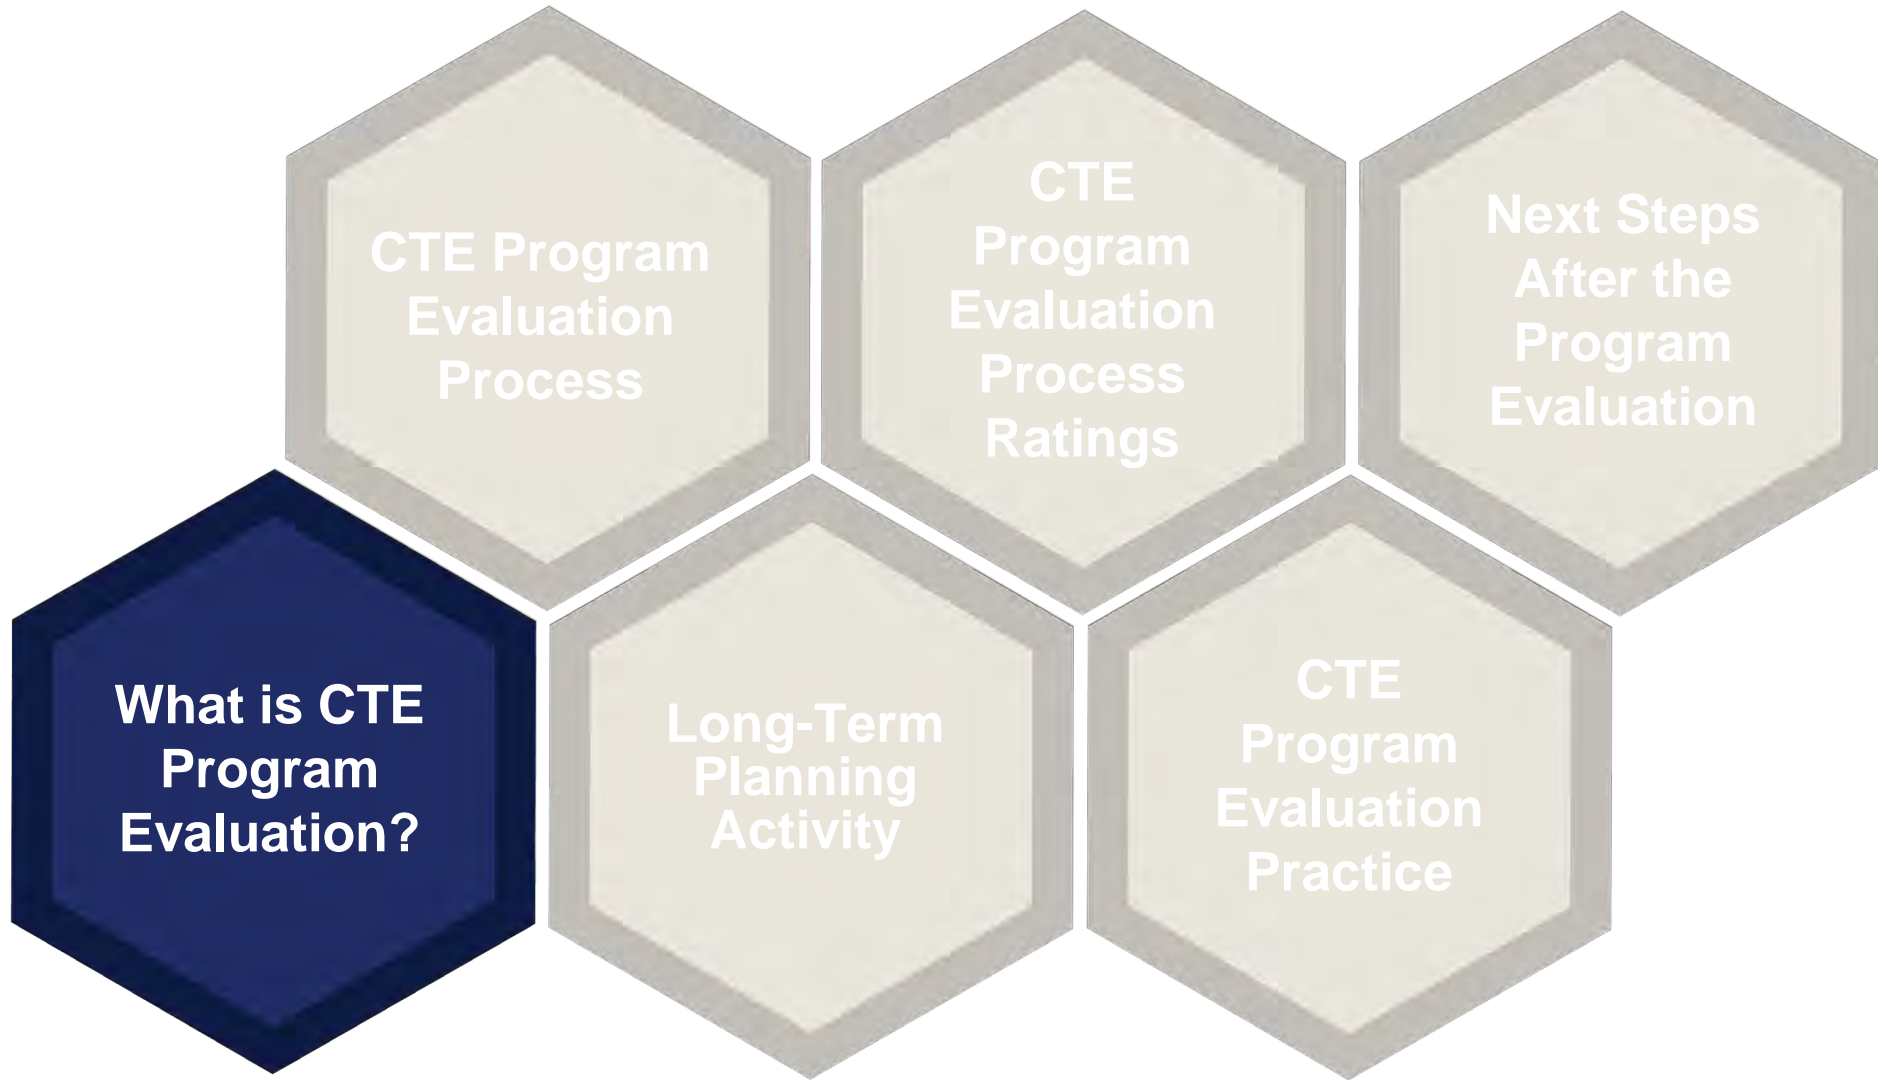 CTE Program
Evaluation
Process
CTE
Program
Evaluation
Process
Ratings
Next Steps
After the
Program
Evaluation
What is CTE
Program
Evaluation?
Long-Term
Planning
Activity
CTE
Program
Evaluation
Practice